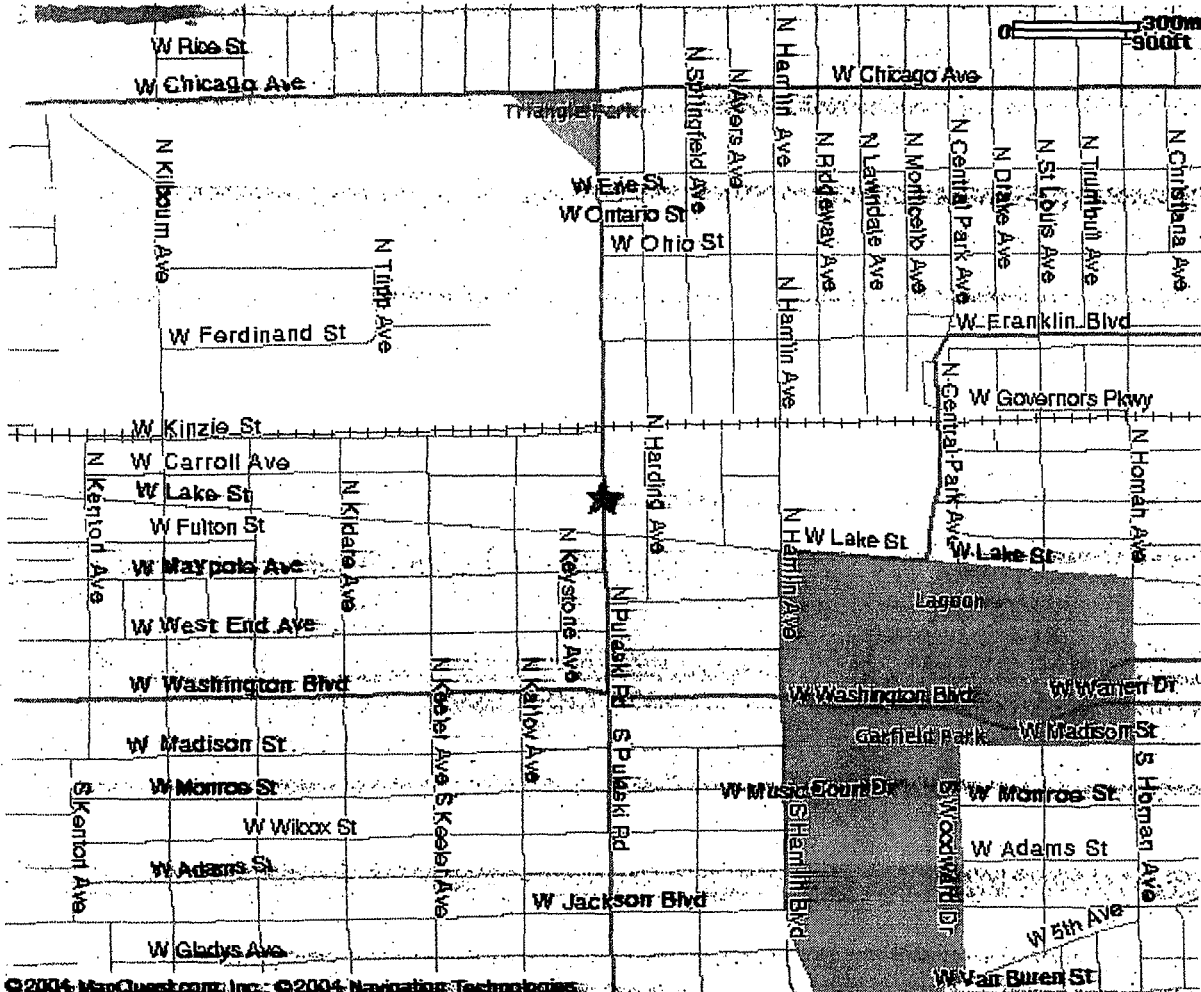 W Rice St
W Chicago Ave
W Chicago Ave
0
300m
900ft
Triangle Park
N Kilbourn Ave
N Springfield Ave
N Avers Ave
N Hamlin Ave
N Ridgeway Ave
N Lawndale Ave
N Monticello Ave
N Central Park Ave
N Drake Ave
N St Louis Ave
N Trumbull Ave
N Christiana Ave
W Erie St
W Ontario St
W Ohio St
N Tripp Ave
N Hamlin Ave
W Ferdinand St
W Franklin Blvd
N Central Park Ave
W Governors Pkwy
W Kinzie St
N Harding Ave
N Homan Ave
N Kenton Ave
W Carroll Ave
W Lake St
N Kildare Ave
W Fulton St
N Keystone Ave
N Hamlin Ave
W Lake St
W Lake St
W Maypole Ave
Lagoon
N Pulaski Rd
W West End Ave
W Washington Blvd
N Keeler Ave
N Karlov Ave
W Washington Blvd
W Warren Dr
W Madison St
S Pulaski Rd
Garfield Park
W Madison St
S Kenton Ave
W Monroe St
S Keeler Ave
W Music Court Dr
S Hamlin Blvd
S Woodward Dr
W Monroe St
S Homan Ave
W Wilcox St
W Adams St
W Adams St
W Jackson Blvd
W 5th Ave
W Gladys Ave
W Van Buren St
©2004 MapQuest.com, Inc.; ©2004 Navigation Technologies